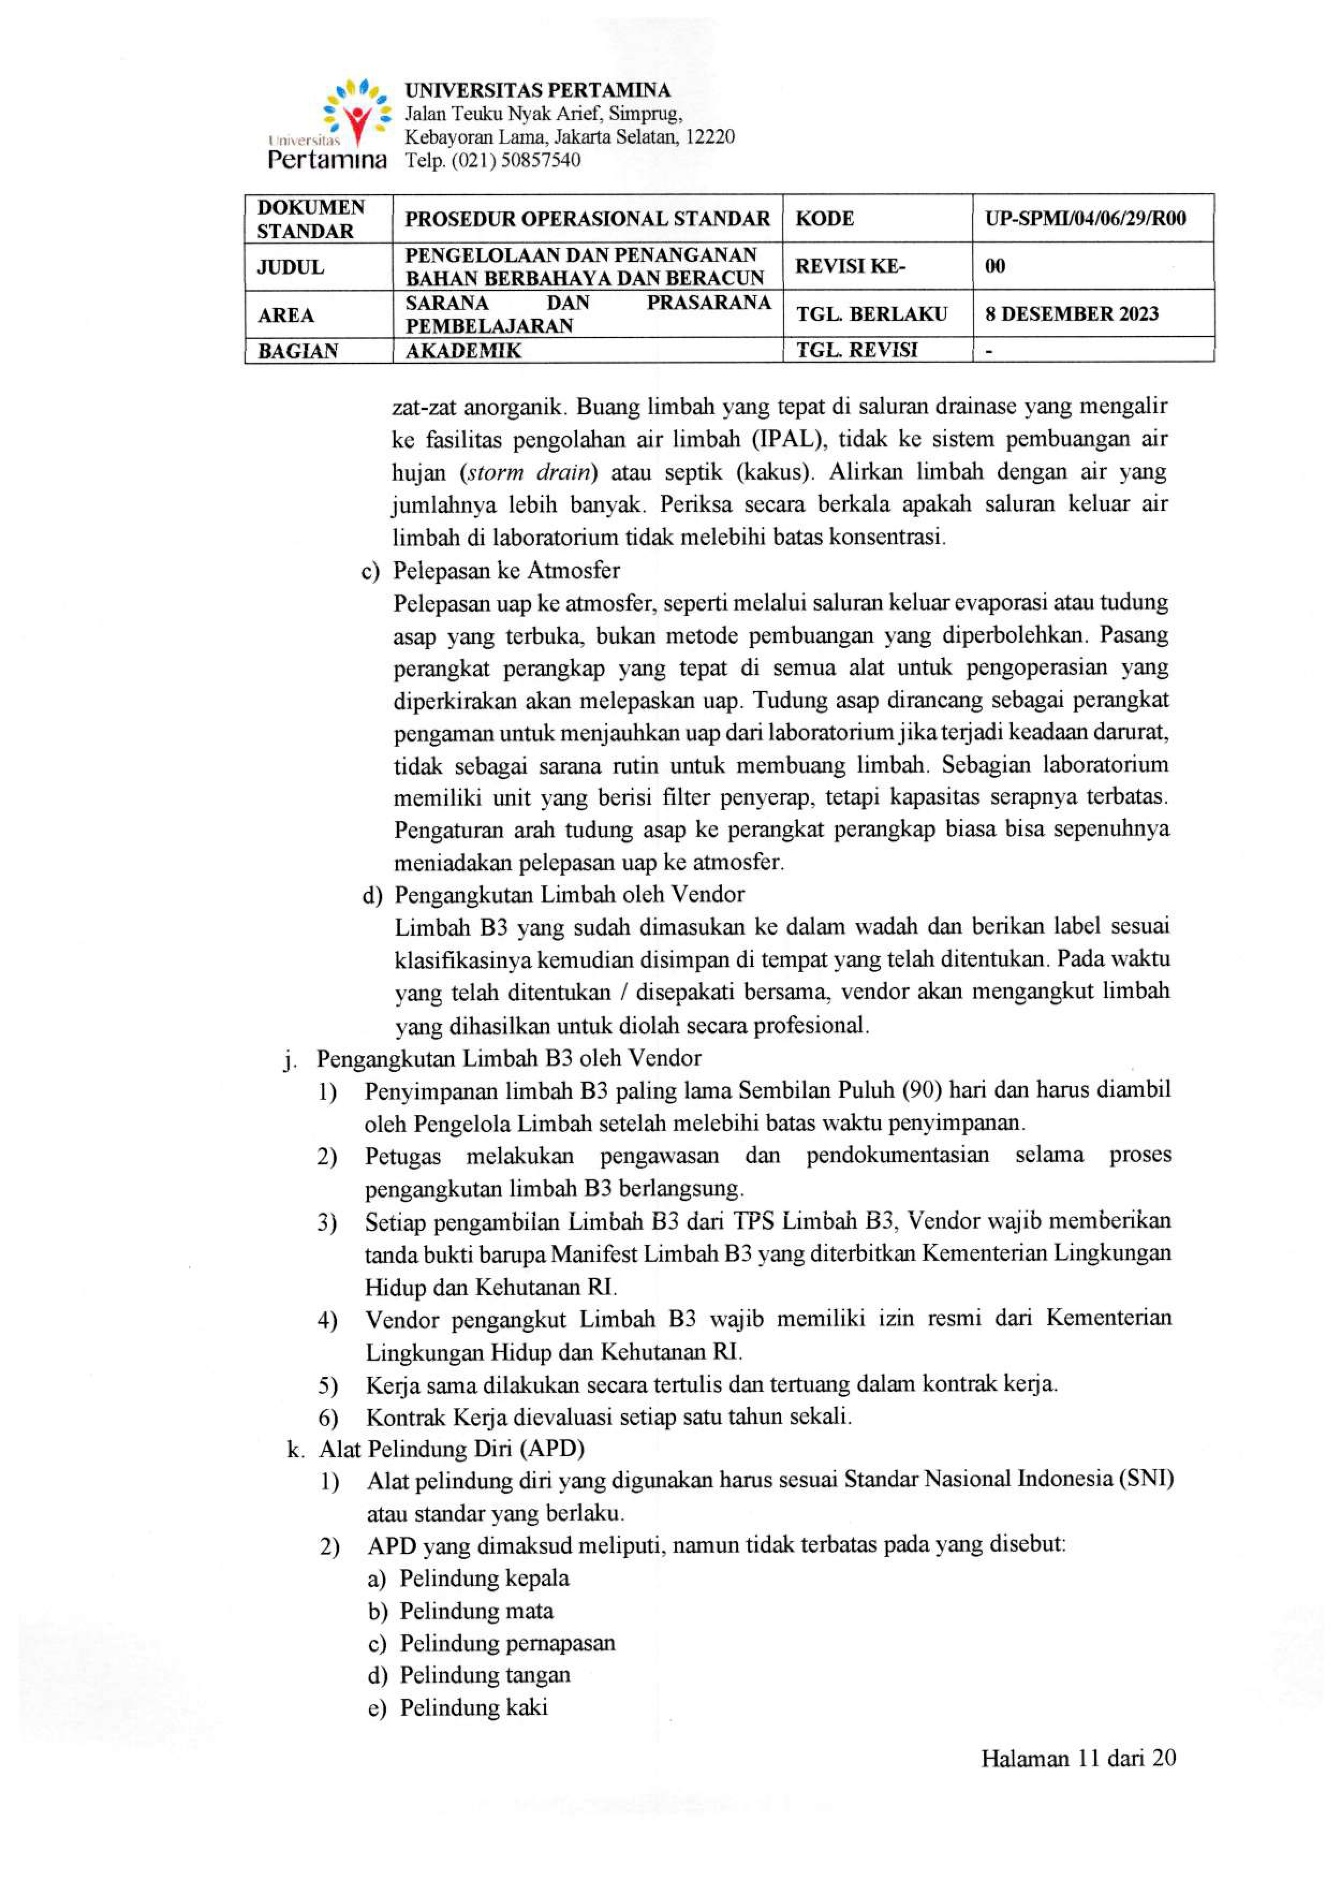 UNIVERSITAS PERTAMINA
Jalan Teuku Nyak Arief, Simprug,
Kebayoran Lama, Jakarta Selatan, 12220
Telp. (021) 50857540
Universitas
Pertamina
DOKUMEN STANDAR PROSEDUR OPERASIONAL STANDAR KODE UP-SPMI/04/06/29/R00
JUDUL PENGELOLAAN DAN PENANGANAN BAHAN BERBAHAYA DAN BERACUN REVISI KE- 00
AREA SARANA DAN PRASARANA PEMBELAJARAN TGL. BERLAKU 8 DESEMBER 2023
BAGIAN AKADEMIK TGL. REVISI -
zat-zat anorganik. Buang limbah yang tepat di saluran drainase yang mengalir
ke fasilitas pengolahan air limbah (IPAL), tidak ke sistem pembuangan air
hujan (storm drain) atau septik (kakus). Alirkan limbah dengan air yang
jumlahnya lebih banyak. Periksa secara berkala apakah saluran keluar air
limbah di laboratorium tidak melebihi batas konsentrasi.
c) Pelepasan ke Atmosfer
Pelepasan uap ke atmosfer, seperti melalui saluran keluar evaporasi atau tudung
asap yang terbuka, bukan metode pembuangan yang diperbolehkan. Pasang
perangkat perangkap yang tepat di semua alat untuk pengoperasian yang
diperkirakan akan melepaskan uap. Tudung asap dirancang sebagai perangkat
pengaman untuk menjauhkan uap dari laboratorium jika terjadi keadaan darurat,
tidak sebagai sarana rutin untuk membuang limbah. Sebagian laboratorium
memiliki unit yang berisi filter penyerap, tetapi kapasitas serapnya terbatas.
Pengaturan arah tudung asap ke perangkat perangkap biasa bisa sepenuhnya
meniadakan pelepasan uap ke atmosfer.
d) Pengangkutan Limbah oleh Vendor
Limbah B3 yang sudah dimasukan ke dalam wadah dan berikan label sesuai
klasifikasinya kemudian disimpan di tempat yang telah ditentukan. Pada waktu
yang telah ditentukan / disepakati bersama, vendor akan mengangkut limbah
yang dihasilkan untuk diolah secara profesional.
j. Pengangkutan Limbah B3 oleh Vendor
1) Penyimpanan limbah B3 paling lama Sembilan Puluh (90) hari dan harus diambil
oleh Pengelola Limbah setelah melebihi batas waktu penyimpanan.
2) Petugas melakukan pengawasan dan pendokumentasian selama proses
pengangkutan limbah B3 berlangsung.
3) Setiap pengambilan Limbah B3 dari TPS Limbah B3, Vendor wajib memberikan
tanda bukti barupa Manifest Limbah B3 yang diterbitkan Kementerian Lingkungan
Hidup dan Kehutanan RI.
4) Vendor pengangkut Limbah B3 wajib memiliki izin resmi dari Kementerian
Lingkungan Hidup dan Kehutanan RI.
5) Kerja sama dilakukan secara tertulis dan tertuang dalam kontrak kerja.
6) Kontrak Kerja dievaluasi setiap satu tahun sekali.
k. Alat Pelindung Diri (APD)
1) Alat pelindung diri yang digunakan harus sesuai Standar Nasional Indonesia (SNI)
atau standar yang berlaku.
2) APD yang dimaksud meliputi, namun tidak terbatas pada yang disebut:
a) Pelindung kepala
b) Pelindung mata
c) Pelindung pernapasan
d) Pelindung tangan
e) Pelindung kaki
Halaman 11 dari 20